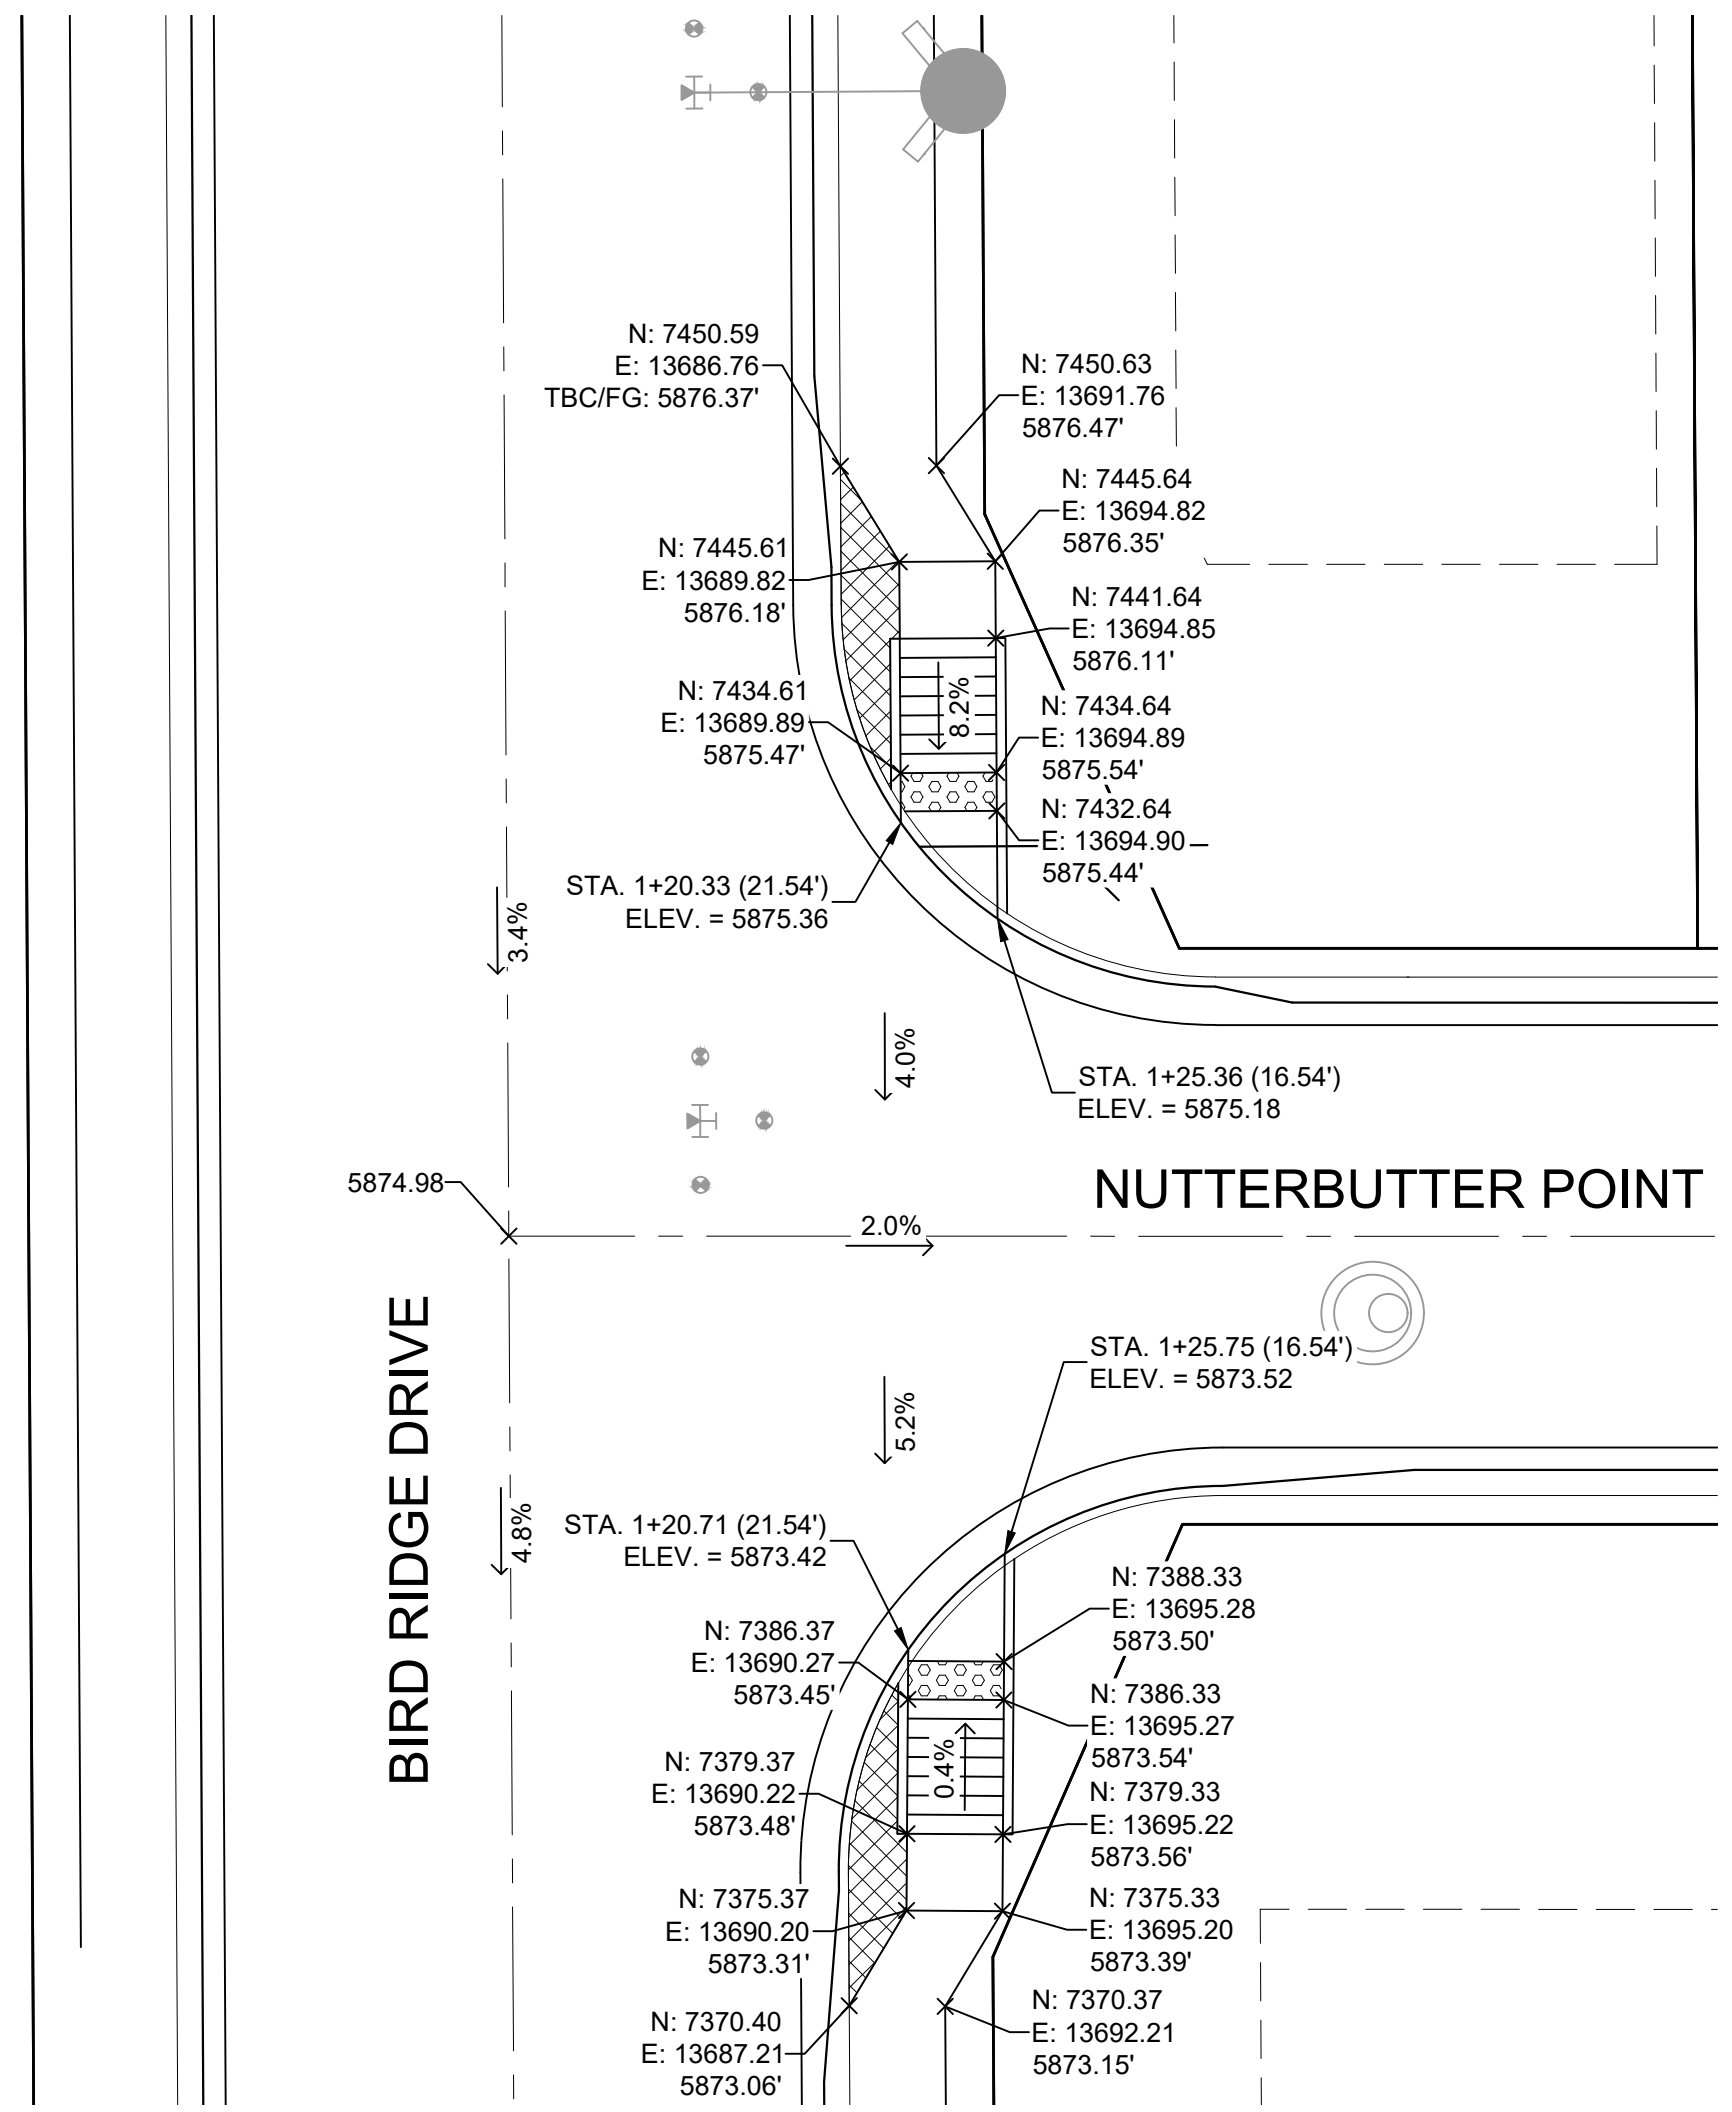 N: 7450.59
E: 13686.76
TBC/FG: 5876.37'
N: 7450.63
E: 13691.76
5876.47'
N: 7445.64
E: 13694.82
5876.35'
N: 7445.61
E: 13689.82
5876.18'
N: 7441.64
E: 13694.85
5876.11'
N: 7434.61
E: 13689.89
5875.47'
8.2%
N: 7434.64
E: 13694.89
5875.54'
N: 7432.64
E: 13694.90
5875.44'
STA. 1+20.33 (21.54')
ELEV. = 5875.36
3.4%
4.0%
STA. 1+25.36 (16.54')
ELEV. = 5875.18
5874.98
NUTTERBUTTER POINT
2.0%
BIRD RIDGE DRIVE
STA. 1+25.75 (16.54')
ELEV. = 5873.52
5.2%
4.8%
STA. 1+20.71 (21.54')
ELEV. = 5873.42
N: 7388.33
E: 13695.28
5873.50'
N: 7386.37
E: 13690.27
5873.45'
N: 7386.33
E: 13695.27
5873.54'
0.4%
N: 7379.37
E: 13690.22
5873.48'
N: 7379.33
E: 13695.22
5873.56'
N: 7375.37
E: 13690.20
5873.31'
N: 7375.33
E: 13695.20
5873.39'
N: 7370.40
E: 13687.21
5873.06'
N: 7370.37
E: 13692.21
5873.15'